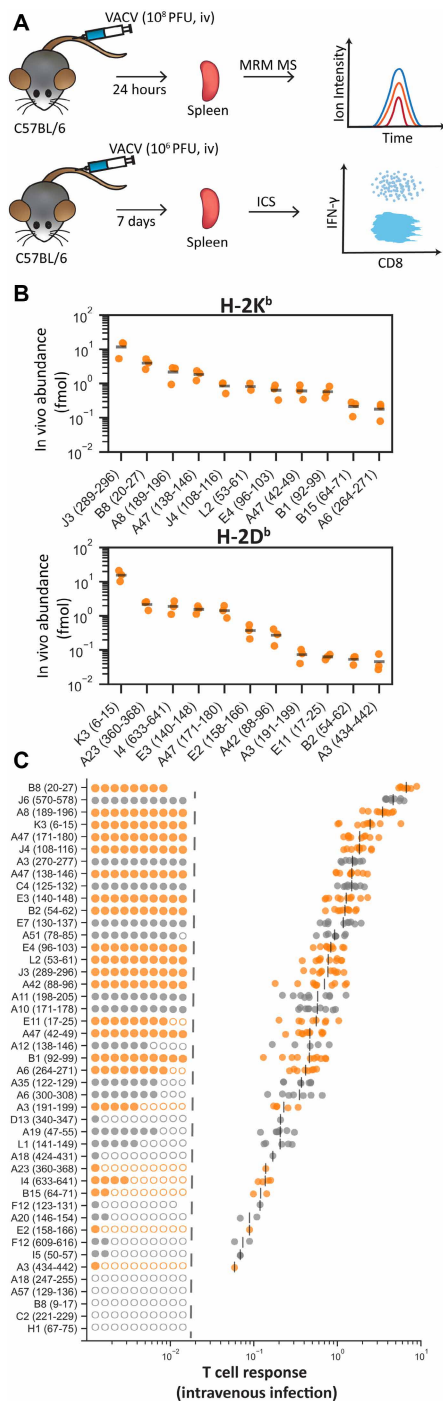 A
VACV (10⁸ PFU, iv)
24 hours
MRM MS
Spleen
C57BL/6
Ion Intensity
Time
VACV (10⁶ PFU, iv)
7 days
ICS
Spleen
C57BL/6
IFN-γ
CD8
B
H-2Kᵇ
In vivo abundance
(fmol)
10²
10¹
10⁰
10⁻¹
10⁻²
J3 (289-296)
B8 (20-27)
A8 (189-196)
A47 (138-146)
J4 (108-116)
L2 (53-61)
E4 (96-103)
A47 (42-49)
B1 (92-99)
B15 (64-71)
A6 (264-271)
H-2Dᵇ
In vivo abundance
(fmol)
10²
10¹
10⁰
10⁻¹
10⁻²
K3 (6-15)
A23 (360-368)
I4 (633-641)
E3 (140-148)
A47 (171-180)
E2 (158-166)
A42 (88-96)
A3 (191-199)
E11 (17-25)
B2 (54-62)
A3 (434-442)
C
B8 (20-27)
J6 (570-578)
A8 (189-196)
K3 (6-15)
A47 (171-180)
J4 (108-116)
A3 (270-277)
A47 (138-146)
C4 (125-132)
E3 (140-148)
B2 (54-62)
E7 (130-137)
A51 (78-85)
E4 (96-103)
L2 (53-61)
J3 (289-296)
A42 (88-96)
A11 (198-205)
A10 (171-178)
E11 (17-25)
A47 (42-49)
A12 (138-146)
B1 (92-99)
A6 (264-271)
A35 (122-129)
A6 (300-308)
A3 (191-199)
D13 (340-347)
A19 (47-55)
L1 (141-149)
A18 (424-431)
A23 (360-368)
I4 (633-641)
B15 (64-71)
F12 (123-131)
A20 (146-154)
E2 (158-166)
F12 (609-616)
I5 (50-57)
A3 (434-442)
A18 (247-255)
A57 (129-136)
B8 (9-17)
C2 (221-229)
H1 (67-75)
10⁻²
10⁻¹
10⁰
10¹
T cell response
(intravenous infection)